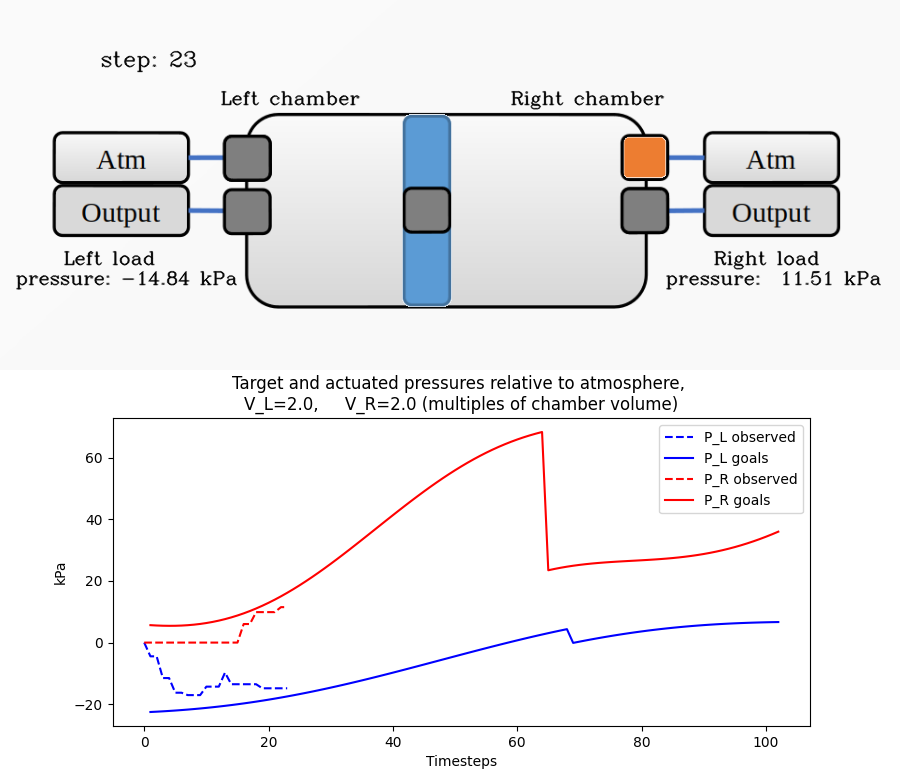 step: 23
Left chamber
Right chamber
Atm
Atm
Output
Output
Left load
pressure: −14.84 kPa
Right load
pressure: 11.51 kPa
Target and actuated pressures relative to atmosphere,
V_L=2.0, V_R=2.0 (multiples of chamber volume)
P_L observed
P_L goals
P_R observed
P_R goals
kPa
60
40
20
0
−20
0 20 40 60 80 100
Timesteps